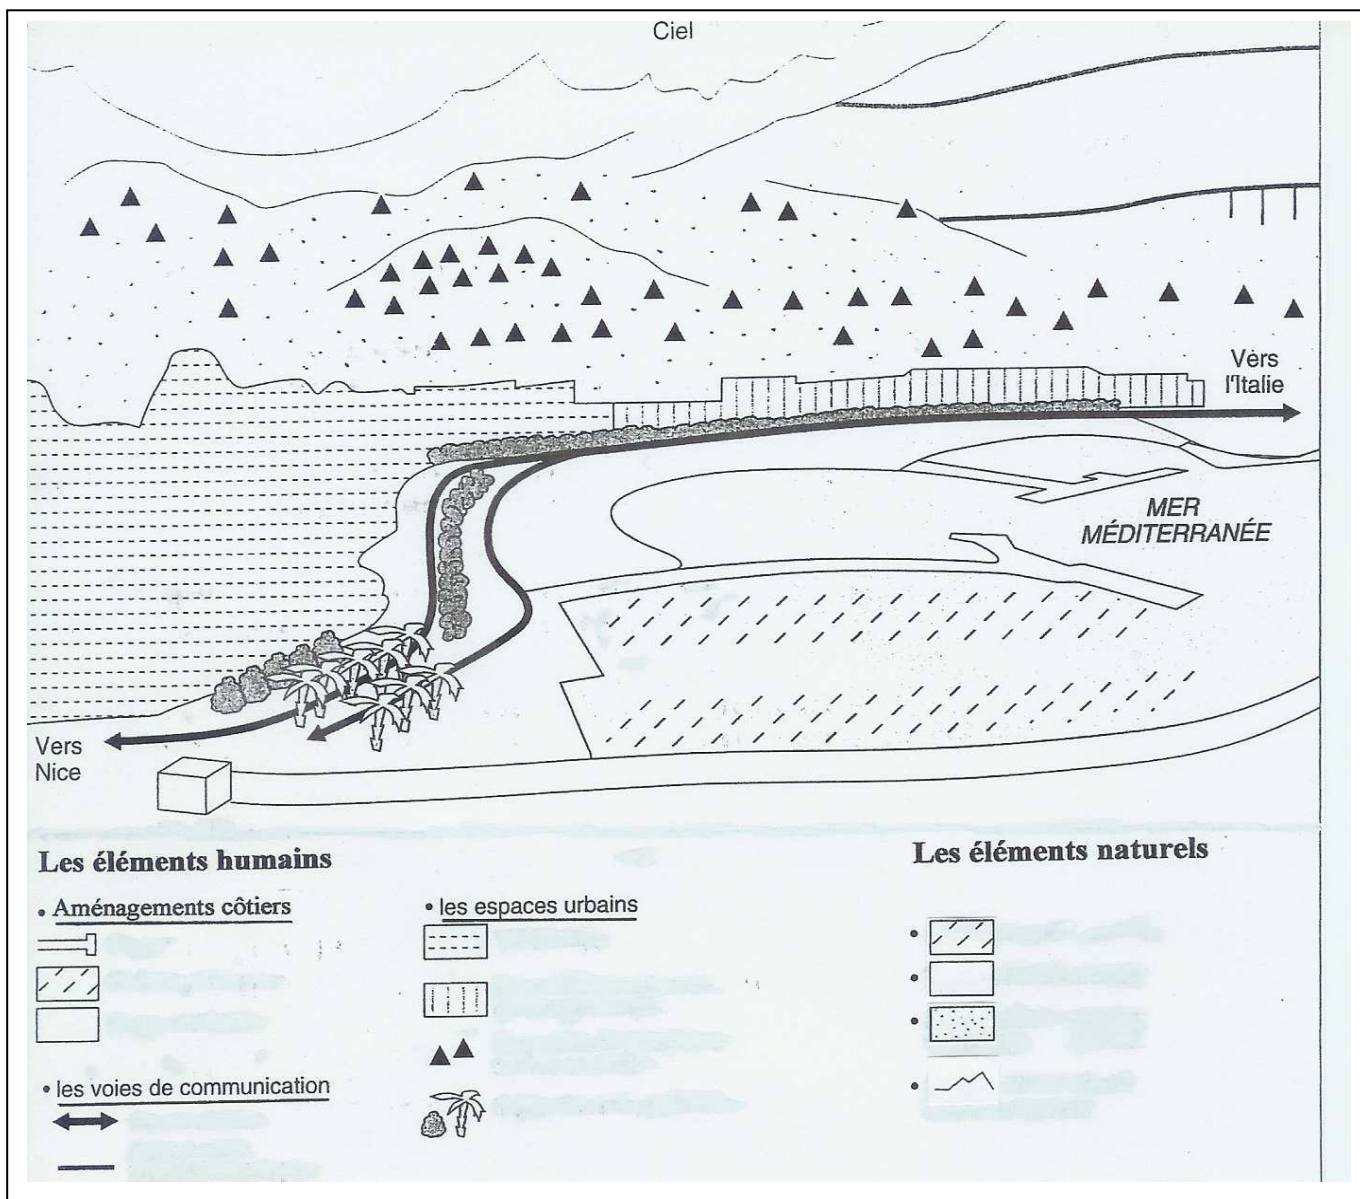 Ciel
Vers
l'Italie
MER
MÉDITERRANÉE
Vers
Nice
Les éléments humains
• Aménagements côtiers
• les voies de communication
• les espaces urbains
Les éléments naturels